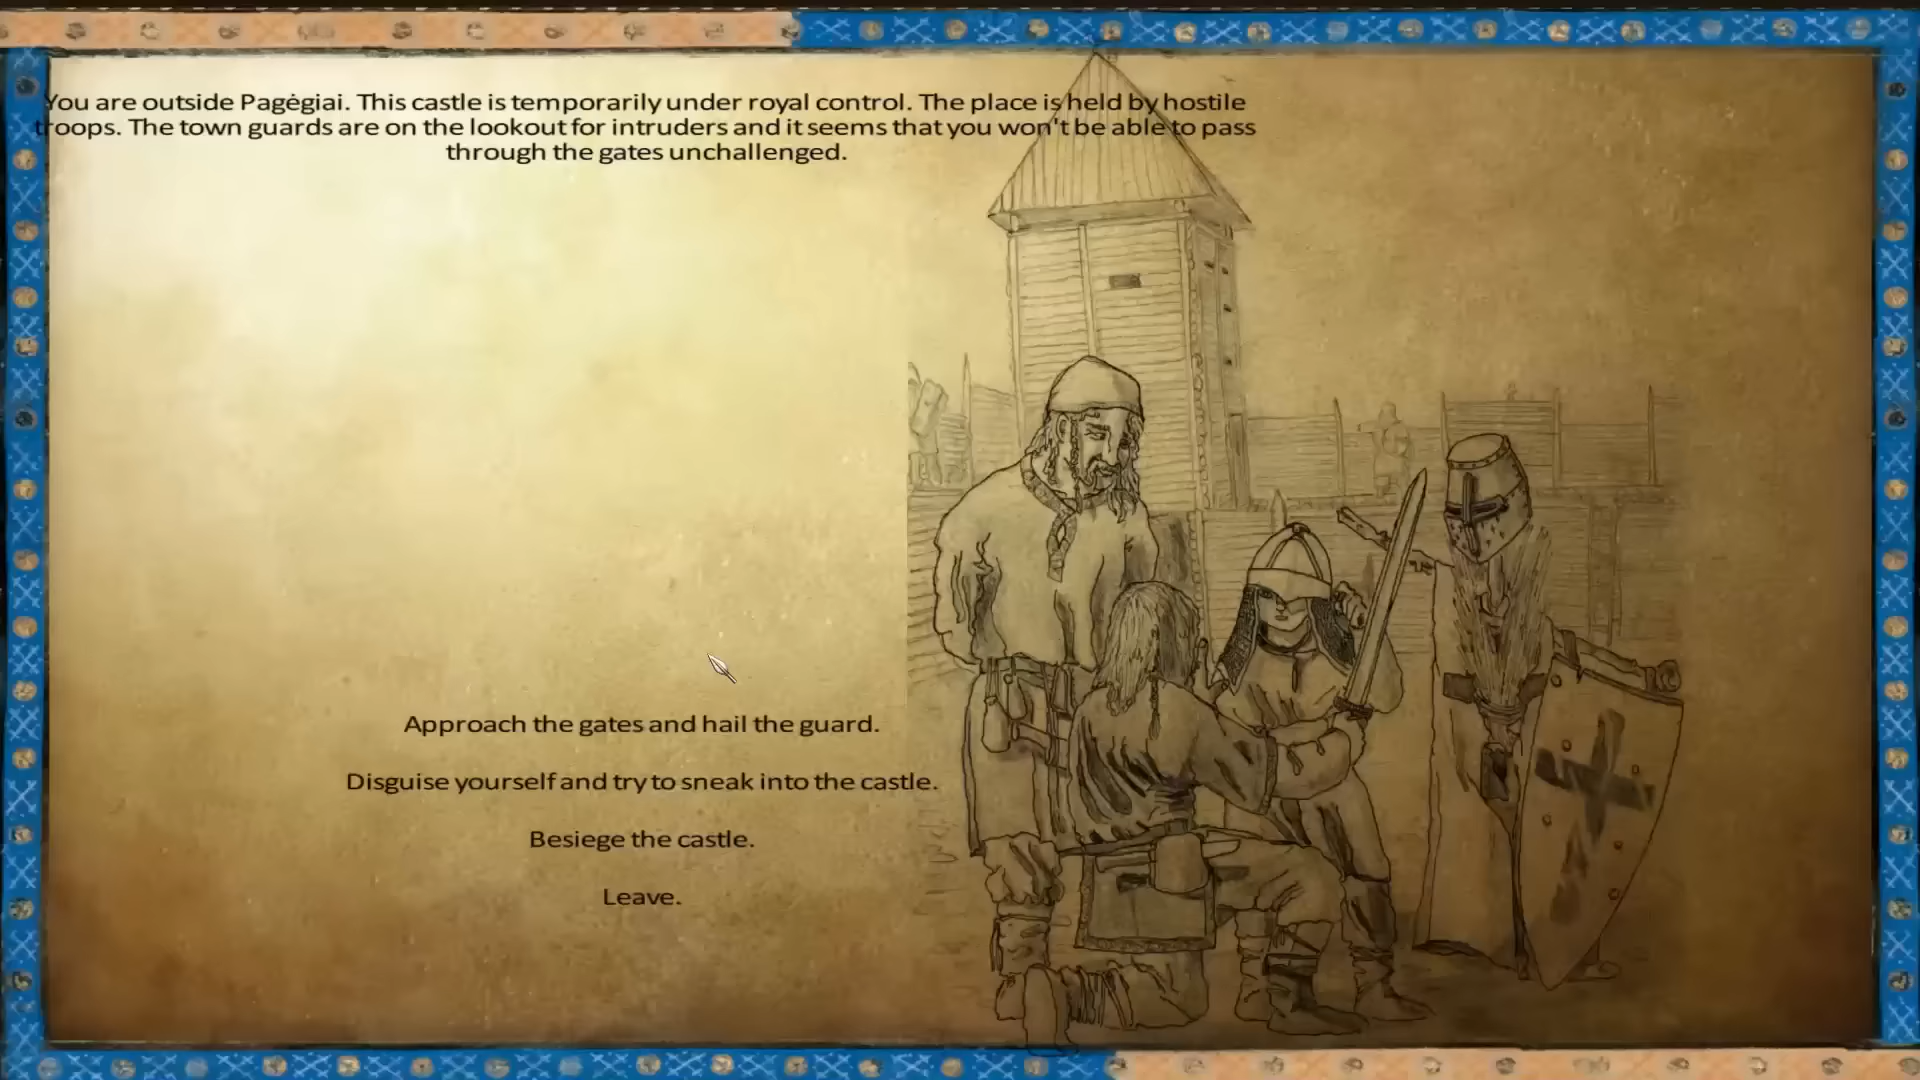 You are outside Pagėgiai. This castle is temporarily under royal control. The place is held by hostile
troops. The town guards are on the lookout for intruders and it seems that you won't be able to pass
through the gates unchallenged.
Approach the gates and hail the guard.
Disguise yourself and try to sneak into the castle.
Besiege the castle.
Leave.